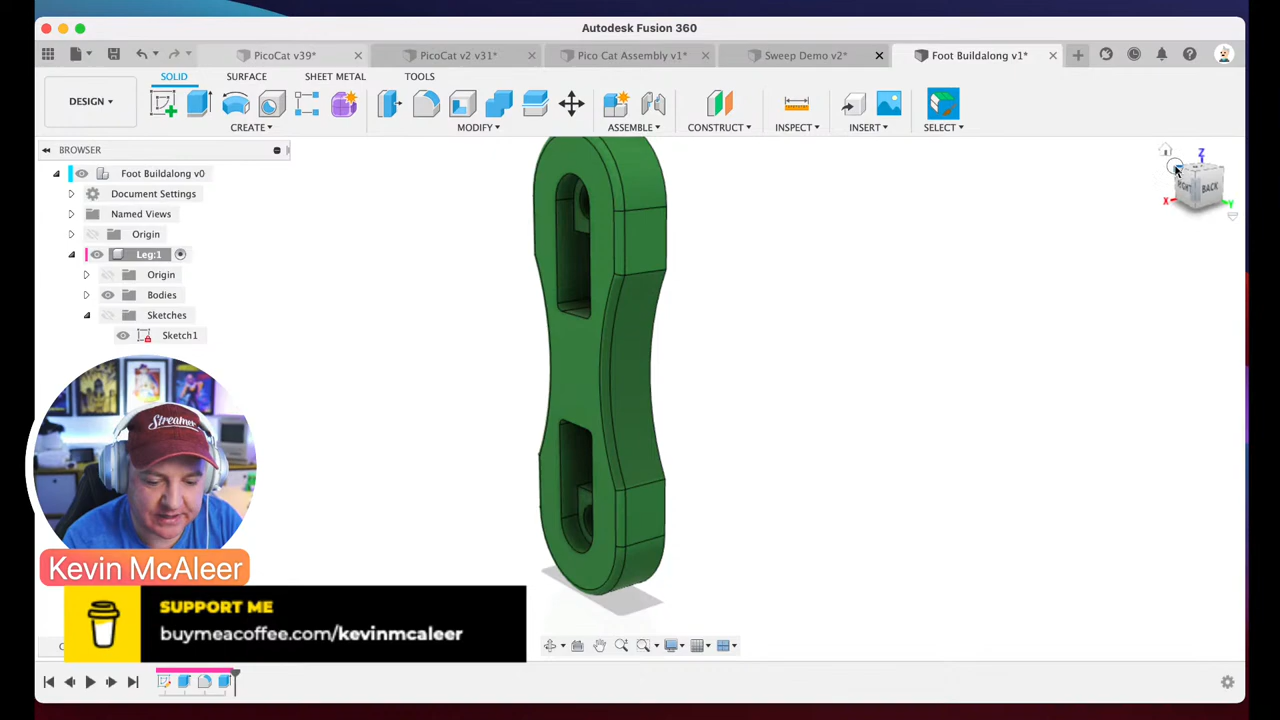 Autodesk Fusion 360
PicoCat v39*
PicoCat v2 v31*
Pico Cat Assembly v1*
Sweep Demo v2*
Foot Buildalong v1*
DESIGN
SOLID
SURFACE
SHEET METAL
TOOLS
CREATE
MODIFY
ASSEMBLE
CONSTRUCT
INSPECT
INSERT
SELECT
BROWSER
Foot Buildalong v0
Document Settings
Named Views
Origin
Leg:1
Origin
Bodies
Sketches
Sketch1
Z
RIGHT
BACK
X
Y
Streamer
Kevin McAleer
SUPPORT ME
buymeacoffee.com/kevinmcaleer